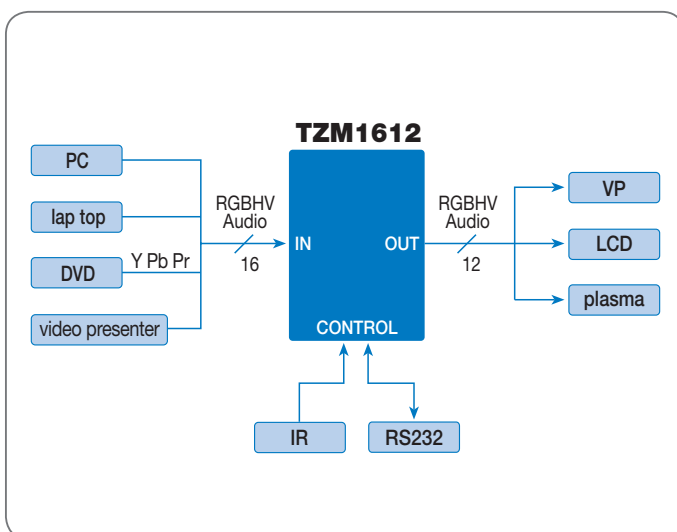 TZM1612
PC
lap top
DVD
Y Pb Pr
video presenter
RGBHV
Audio
16
IN
OUT
CONTROL
RGBHV
Audio
12
VP
LCD
plasma
IR
RS232